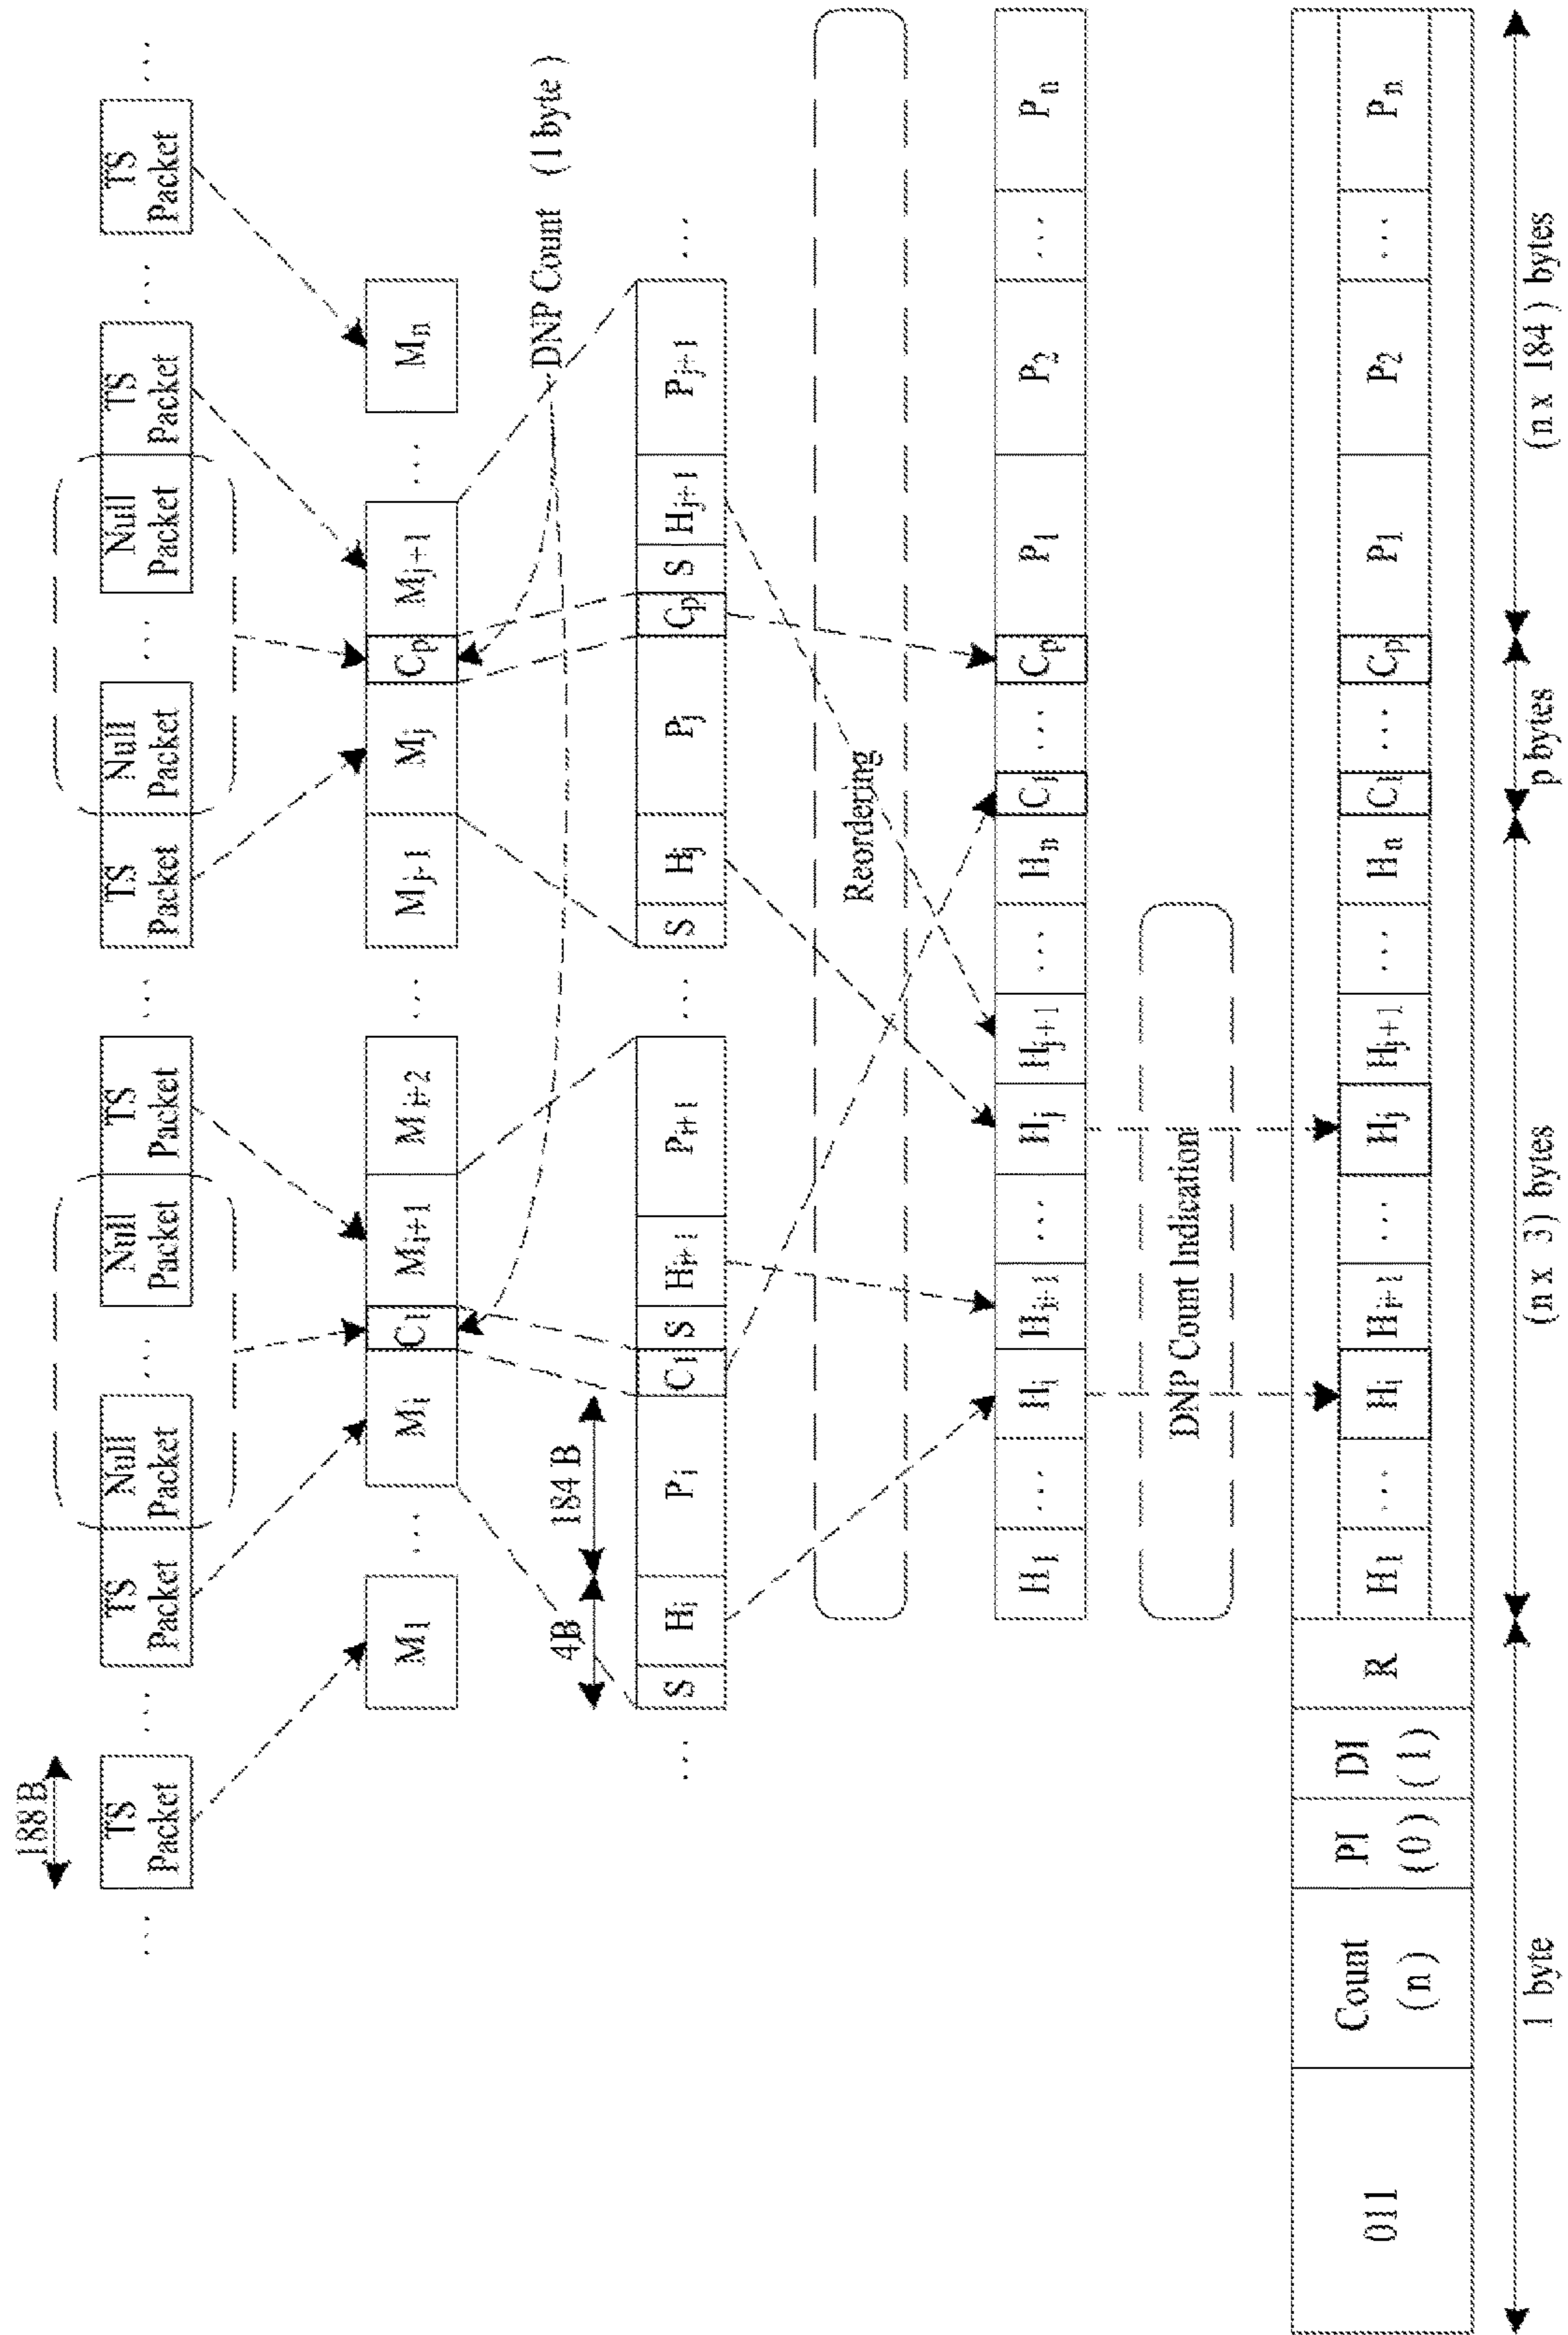 188 B
... TS Packet ... TS Packet Null Packet ... Null Packet TS Packet ... TS Packet Null Packet ... Null Packet TS Packet ... TS Packet ...
M1 ... Mi C1 Mi+1 Mi+2 ... Mj-1 Mj Cp Mj+1 ... Mn
4B 184 B DNP Count (1 byte)
... S Hi Pi C1 S Hi+1 Pi+1 ... S Hj Pj Cp S Hj+1 Pj+1 ...
Reordering
H1 ... Hi Hi+1 ... Hj Hj+1 ... Hn C1 ... Cp P1 P2 ... Pn
DNP Count Indication
011 Count (n) PI (0) DI (1) R H1 ... Hi Hi+1 ... Hj Hj+1 ... Hn C1 ... Cp P1 P2 ... Pn
1 byte (n x 3) bytes p bytes (n x 184) bytes